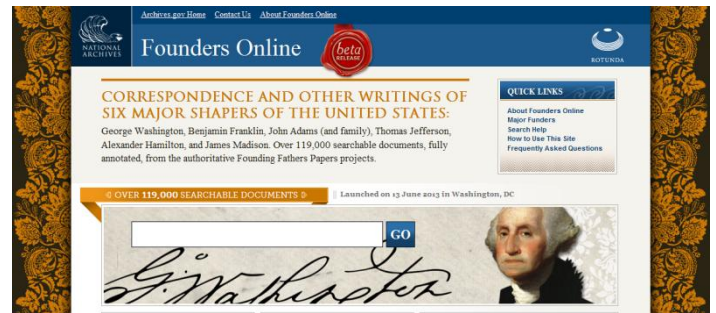 Archives.gov Home Contact Us About Founders Online
NATIONAL
ARCHIVES
Founders Online
beta
RELEASE
ROTUNDA
CORRESPONDENCE AND OTHER WRITINGS OF
SIX MAJOR SHAPERS OF THE UNITED STATES:
George Washington, Benjamin Franklin, John Adams (and family), Thomas Jefferson,
Alexander Hamilton, and James Madison. Over 119,000 searchable documents, fully
annotated, from the authoritative Founding Fathers Papers projects.
QUICK LINKS
About Founders Online
Major Funders
Search Help
How to Use This Site
Frequently Asked Questions
OVER 119,000 SEARCHABLE DOCUMENTS
Launched on 13 June 2013 in Washington, DC
GO
G. Washington